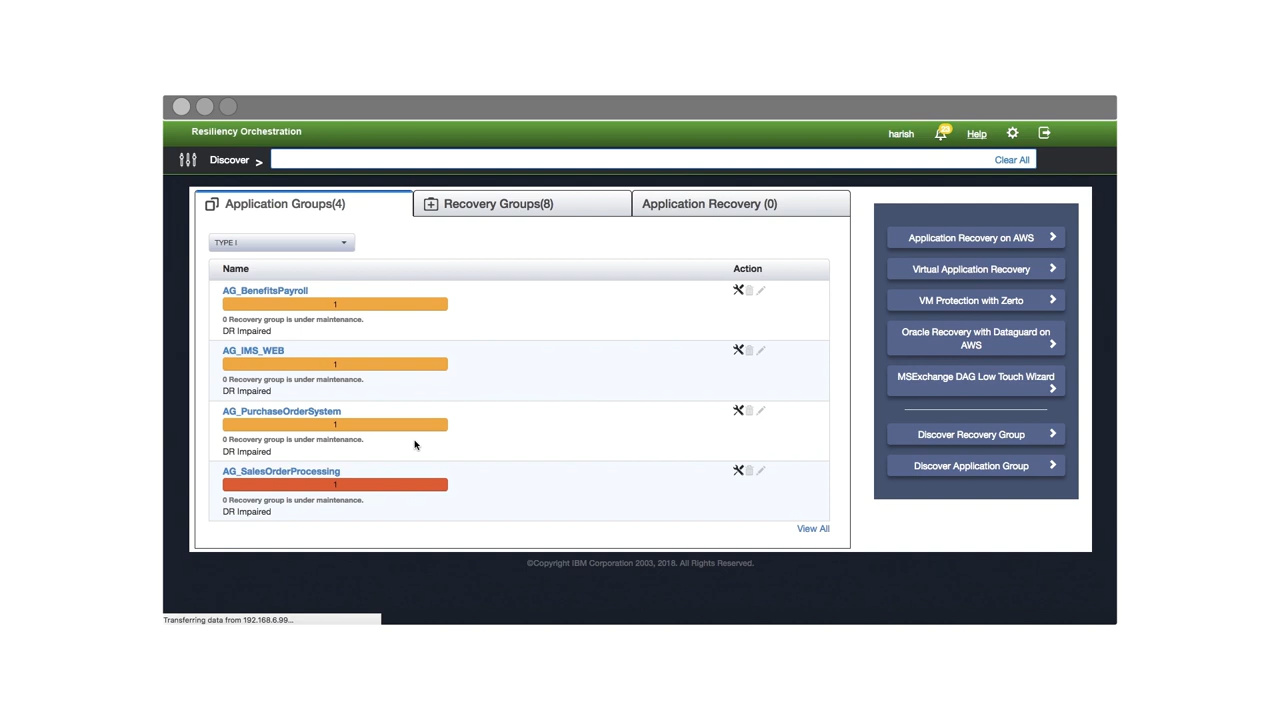 Resiliency Orchestration
harish
Help
Discover >
Clear All
Application Groups(4)
Recovery Groups(8)
Application Recovery (0)
TYPE I
Name
Action
AG_BenefitsPayroll
1
0 Recovery group is under maintenance.
DR Impaired
AG_IMS_WEB
1
0 Recovery group is under maintenance.
DR Impaired
AG_PurchaseOrderSystem
1
0 Recovery group is under maintenance.
DR Impaired
AG_SalesOrderProcessing
1
0 Recovery group is under maintenance.
DR Impaired
View All
Application Recovery on AWS
Virtual Application Recovery
VM Protection with Zerto
Oracle Recovery with Dataguard on
AWS
MSExchange DAG Low Touch Wizard
Discover Recovery Group
Discover Application Group
©Copyright IBM Corporation 2003, 2018. All Rights Reserved.
Transferring data from 192.168.6.99...